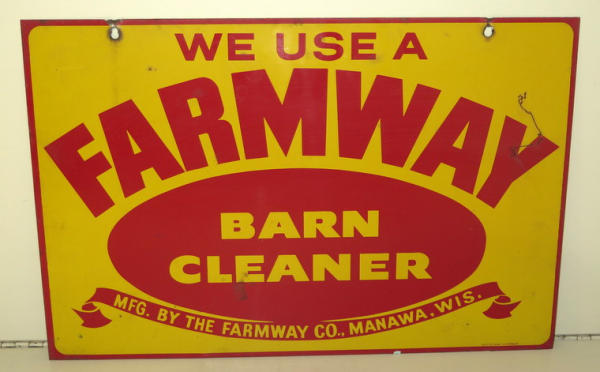 WE USE A
FARMWAY
BARN
CLEANER
MFG. BY THE FARMWAY CO., MANAWA, WIS.